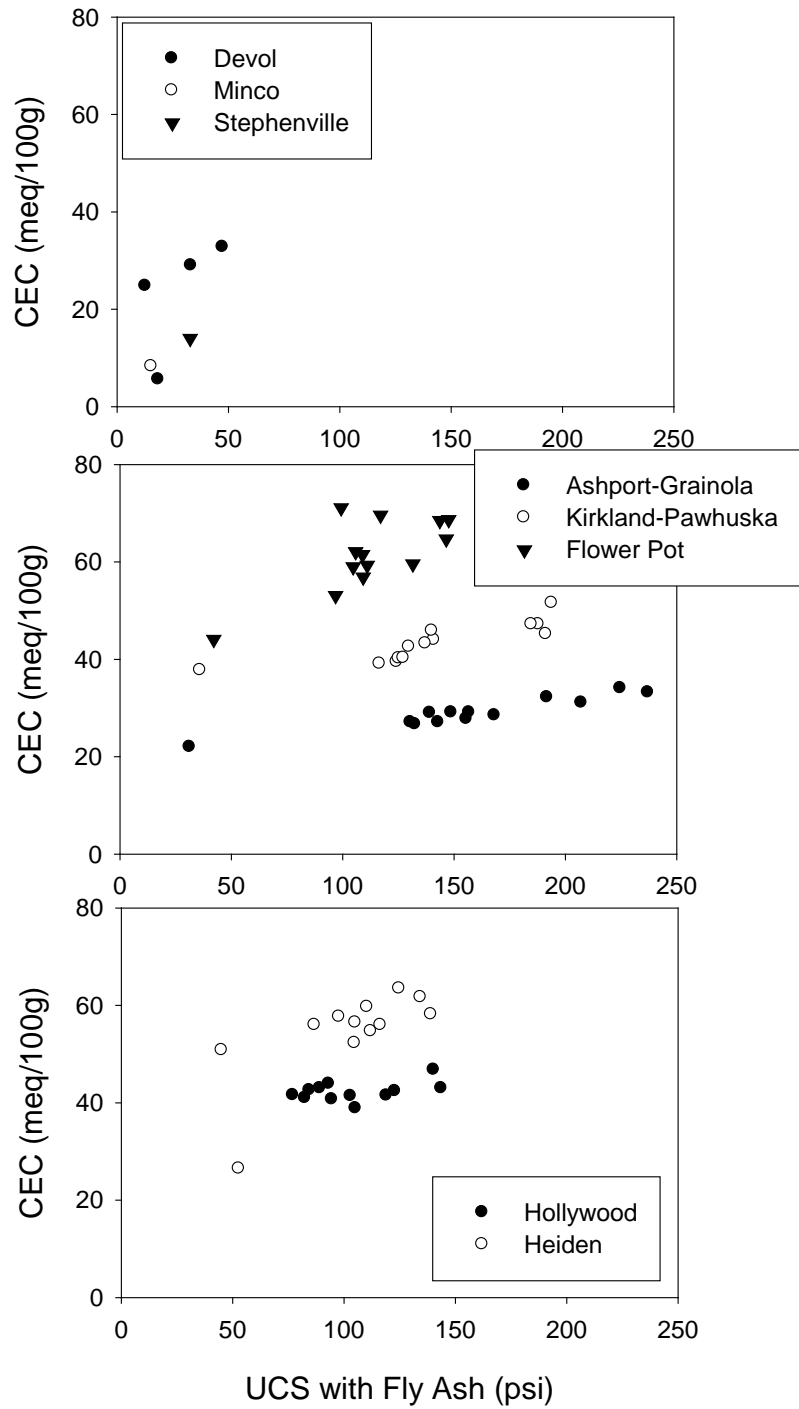 80
60
40
20
0
CEC (meq/100g)
Devol
Minco
Stephenville
0 50 100 150 200 250
80
60
40
20
0
CEC (meq/100g)
Ashport-Grainola
Kirkland-Pawhuska
Flower Pot
0 50 100 150 200 250
80
60
40
20
0
CEC (meq/100g)
Hollywood
Heiden
0 50 100 150 200 250
UCS with Fly Ash (psi)